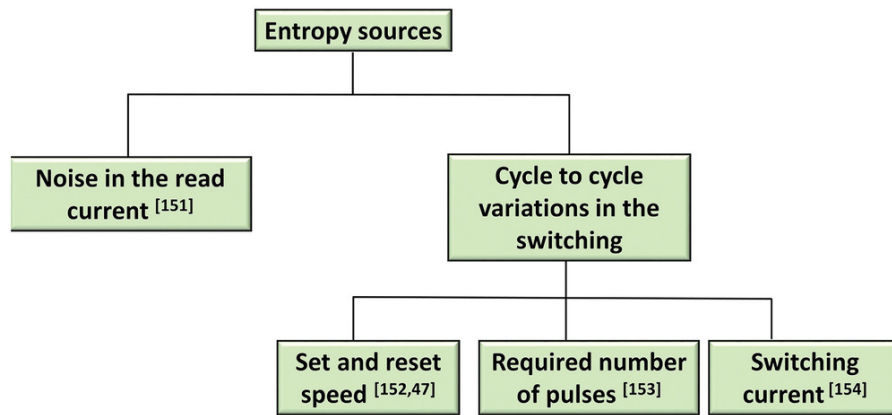 Entropy sources
Noise in the read
current [151]
Cycle to cycle
variations in the
switching
Set and reset
speed [152,47]
Required number
of pulses [153]
Switching
current [154]